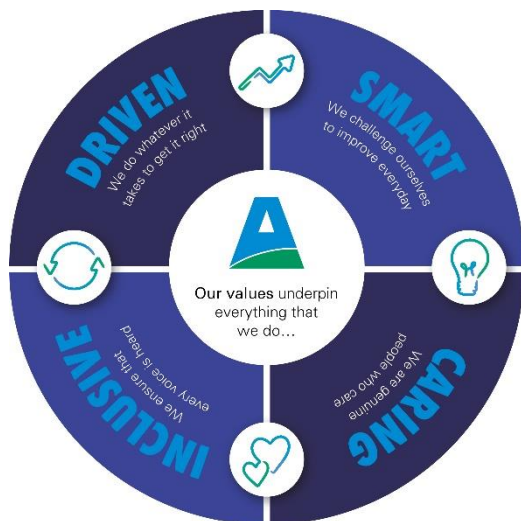 DRIVEN
We do whatever it
takes to get it right
SMART
We challenge ourselves
to improve everyday
A
Our values underpin
everything that
we do...
INCLUSIVE
We ensure that
every voice is heard
CARING
We are genuine
people who care